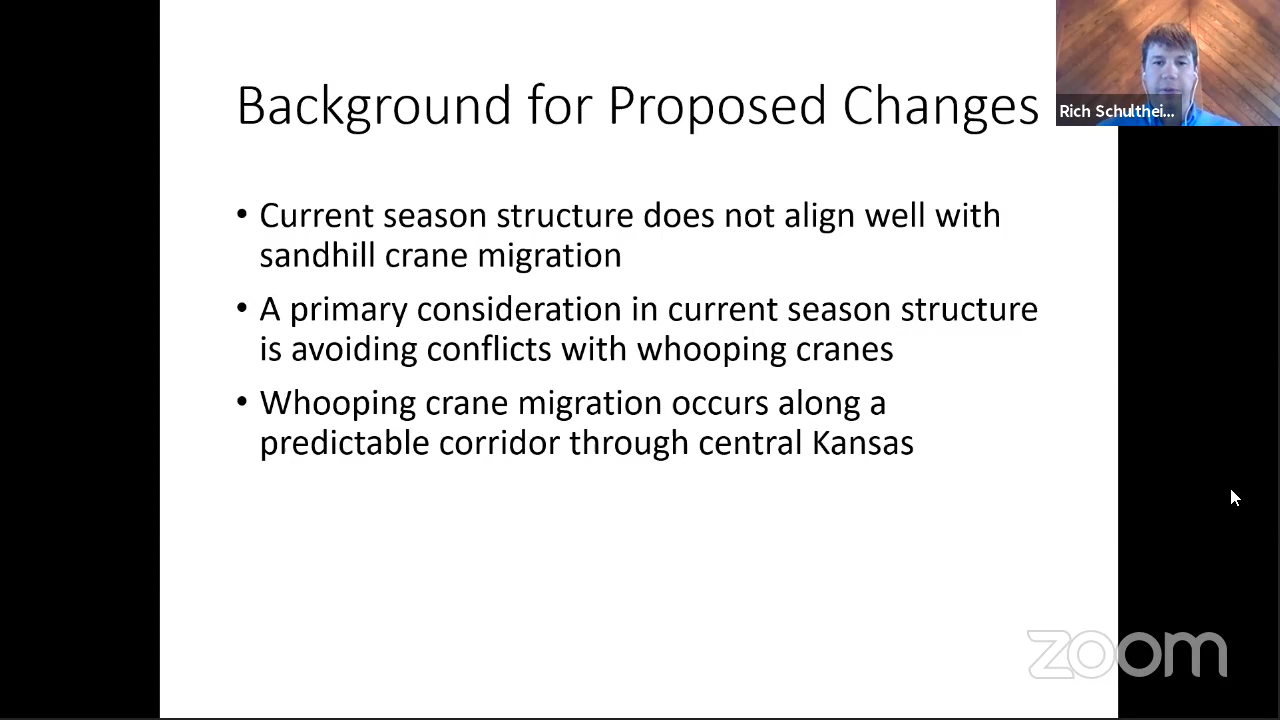 Background for Proposed Changes
Rich Schulthei...
• Current season structure does not align well with
sandhill crane migration
• A primary consideration in current season structure
is avoiding conflicts with whooping cranes
• Whooping crane migration occurs along a
predictable corridor through central Kansas
zoom